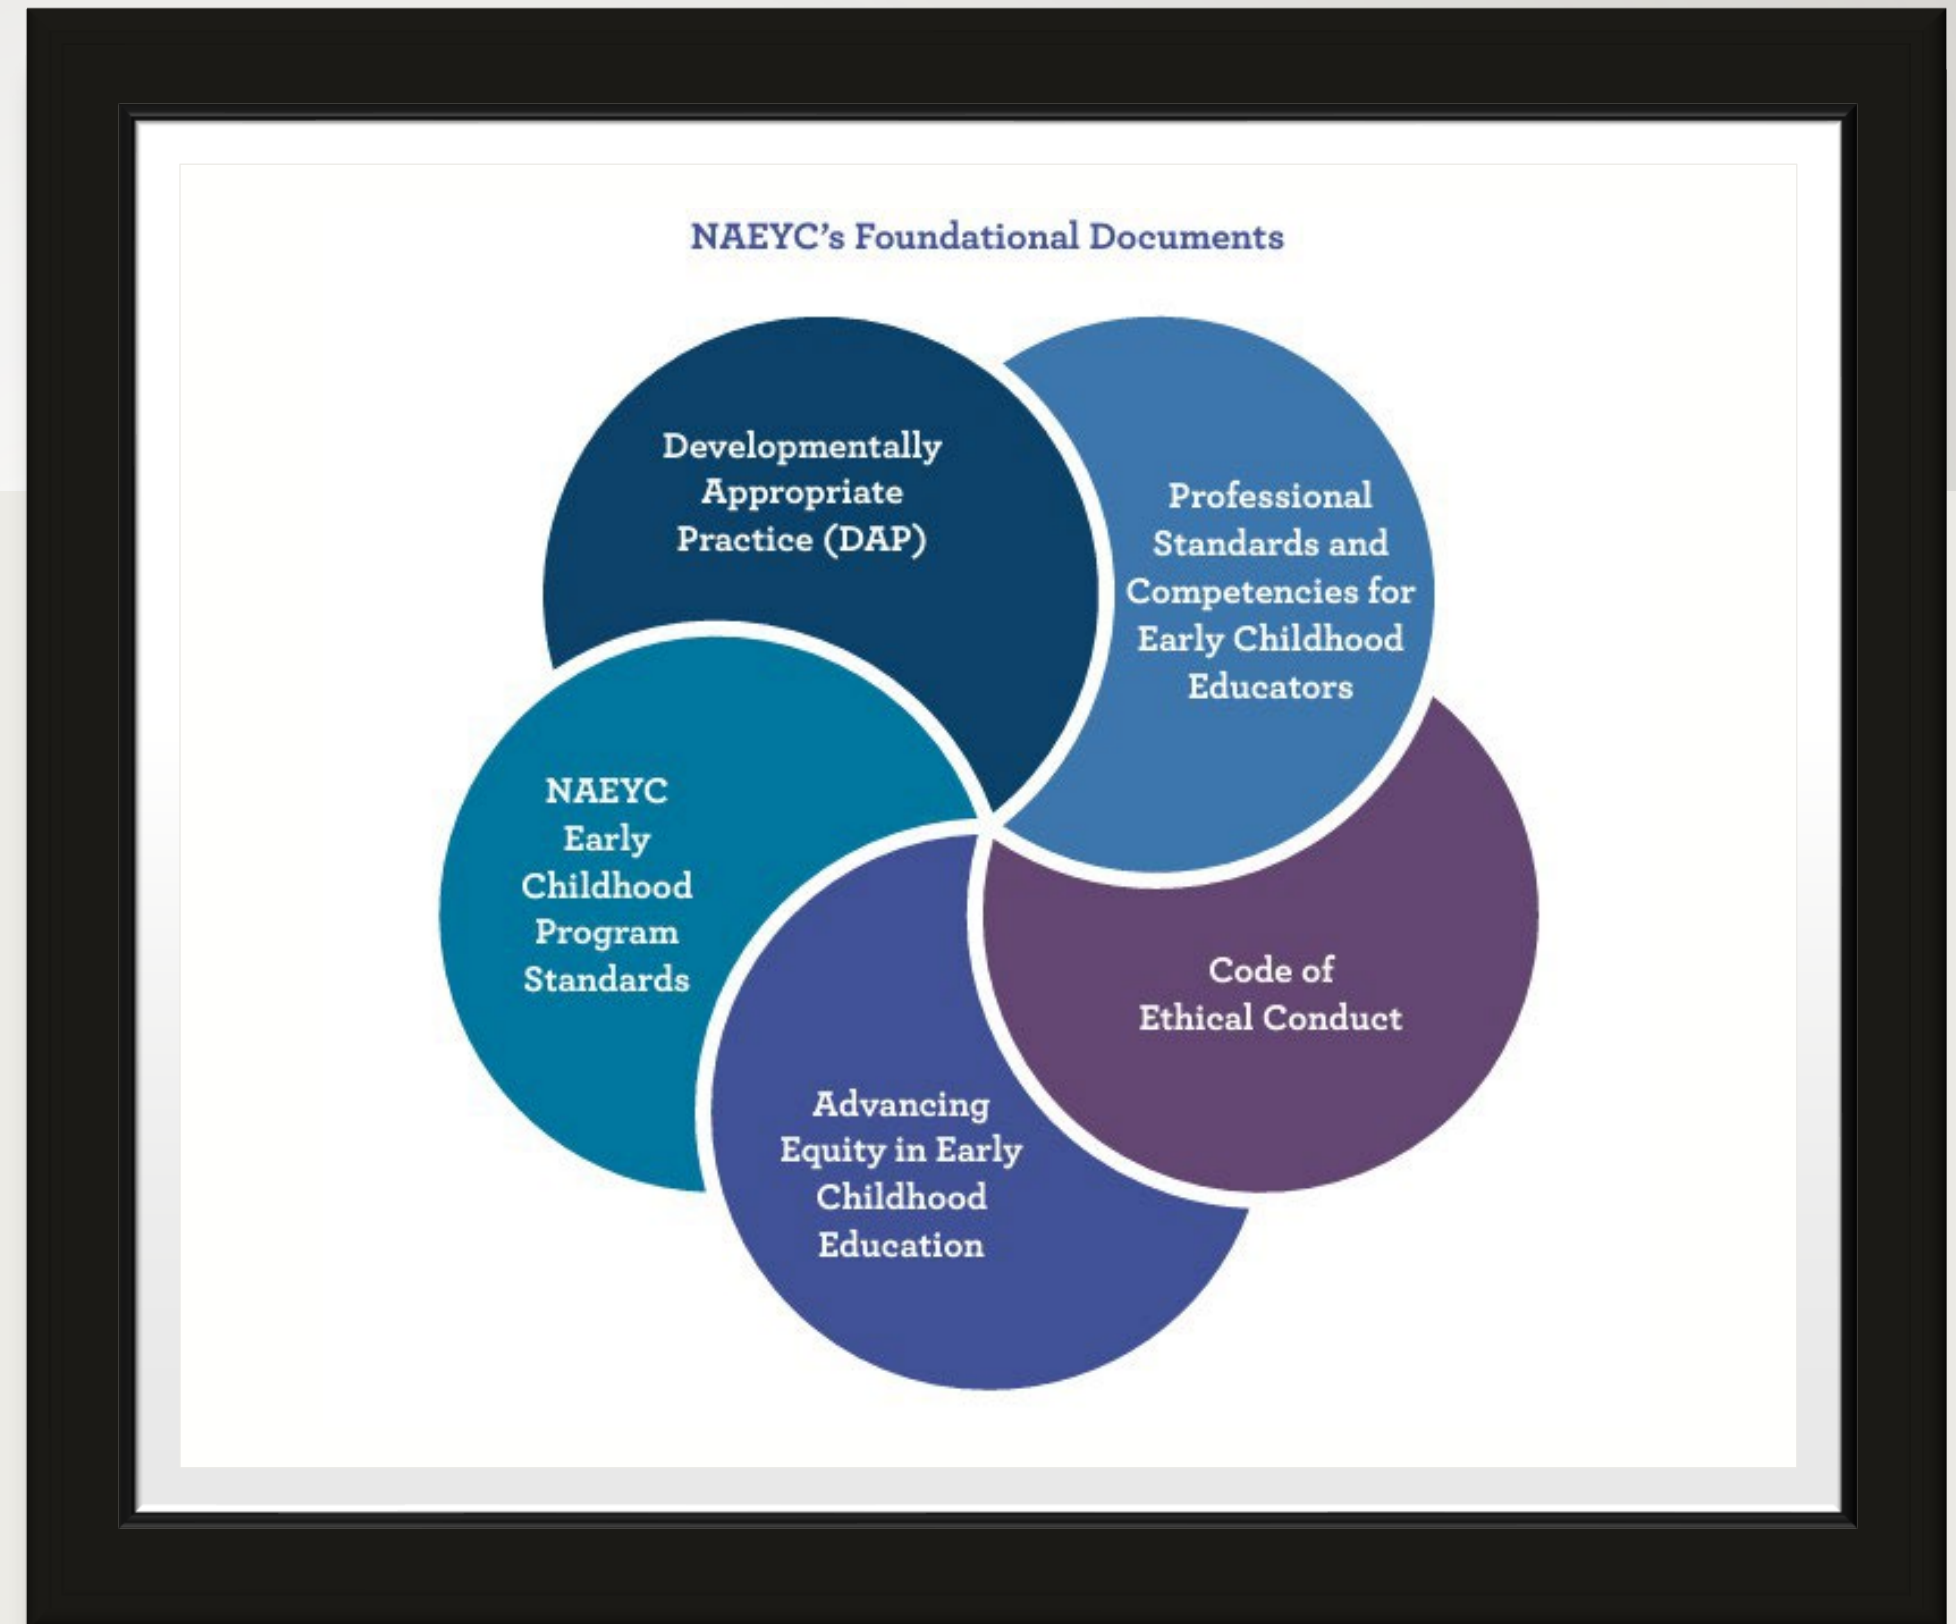 NAEYC's Foundational Documents
Developmentally
Appropriate
Practice (DAP)
Professional
Standards and
Competencies for
Early Childhood
Educators
Code of
Ethical Conduct
Advancing
Equity in Early
Childhood
Education
NAEYC
Early
Childhood
Program
Standards